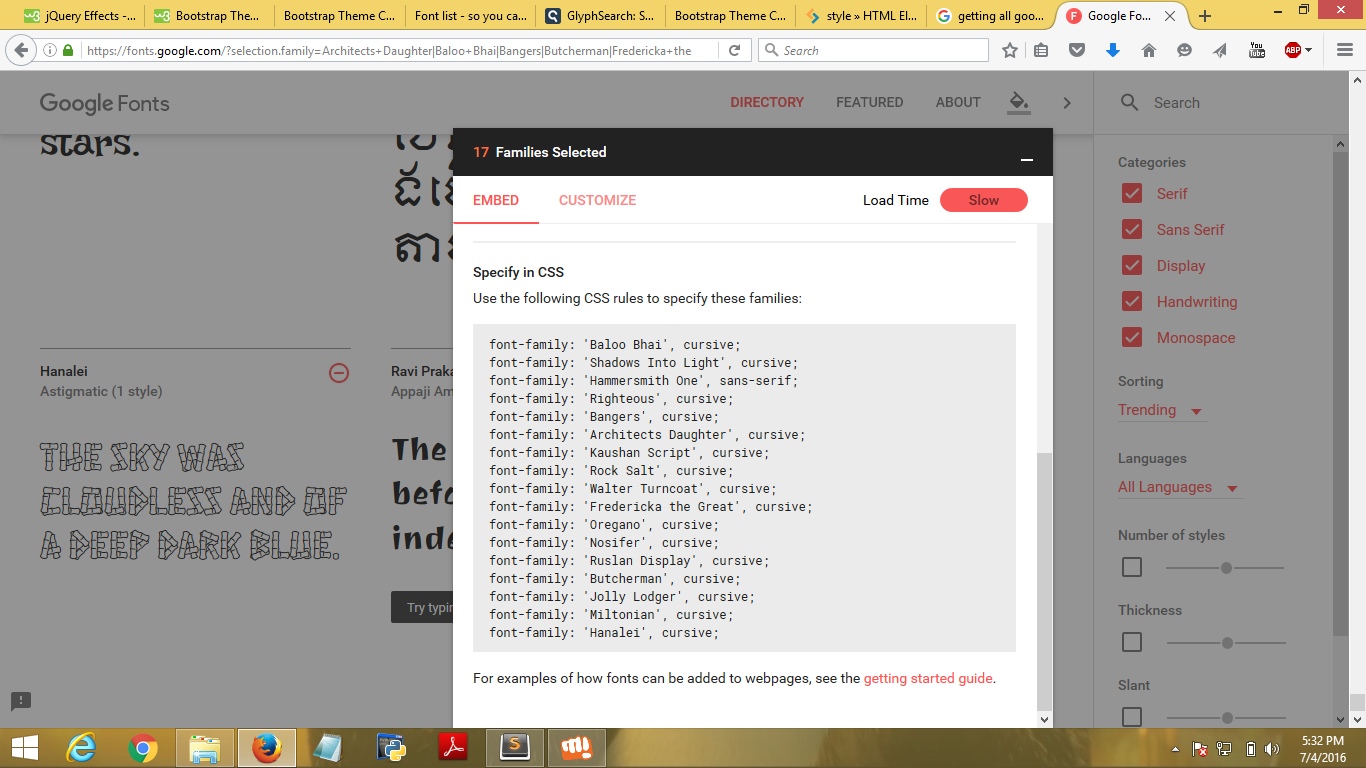 jQuery Effects -...
Bootstrap The...
Bootstrap Theme C...
Font list - so you ca...
GlyphSearch: S...
Bootstrap Theme C...
style » HTML El...
getting all goo...
Google Fo...
https://fonts.google.com/?selection.family=Architects+Daughter|Baloo+Bhai|Bangers|Butcherman|Fredericka+the
Search
Google Fonts
DIRECTORY
FEATURED
ABOUT
Search
stars.
17 Families Selected
EMBED
CUSTOMIZE
Load Time
Slow
Specify in CSS
Use the following CSS rules to specify these families:
font-family: 'Baloo Bhai', cursive;
font-family: 'Shadows Into Light', cursive;
font-family: 'Hammersmith One', sans-serif;
font-family: 'Righteous', cursive;
font-family: 'Bangers', cursive;
font-family: 'Architects Daughter', cursive;
font-family: 'Kaushan Script', cursive;
font-family: 'Rock Salt', cursive;
font-family: 'Walter Turncoat', cursive;
font-family: 'Fredericka the Great', cursive;
font-family: 'Oregano', cursive;
font-family: 'Nosifer', cursive;
font-family: 'Ruslan Display', cursive;
font-family: 'Butcherman', cursive;
font-family: 'Jolly Lodger', cursive;
font-family: 'Miltonian', cursive;
font-family: 'Hanalei', cursive;
For examples of how fonts can be added to webpages, see the getting started guide.
Hanalei
Astigmatic (1 style)
THE SKY WAS
CLOUDLESS AND OF
A DEEP DARK BLUE.
Ravi Praka
Appaji Am
The
befo
inde
Try typin
Categories
Serif
Sans Serif
Display
Handwriting
Monospace
Sorting
Trending
Languages
All Languages
Number of styles
Thickness
Slant
5:32 PM
7/4/2016